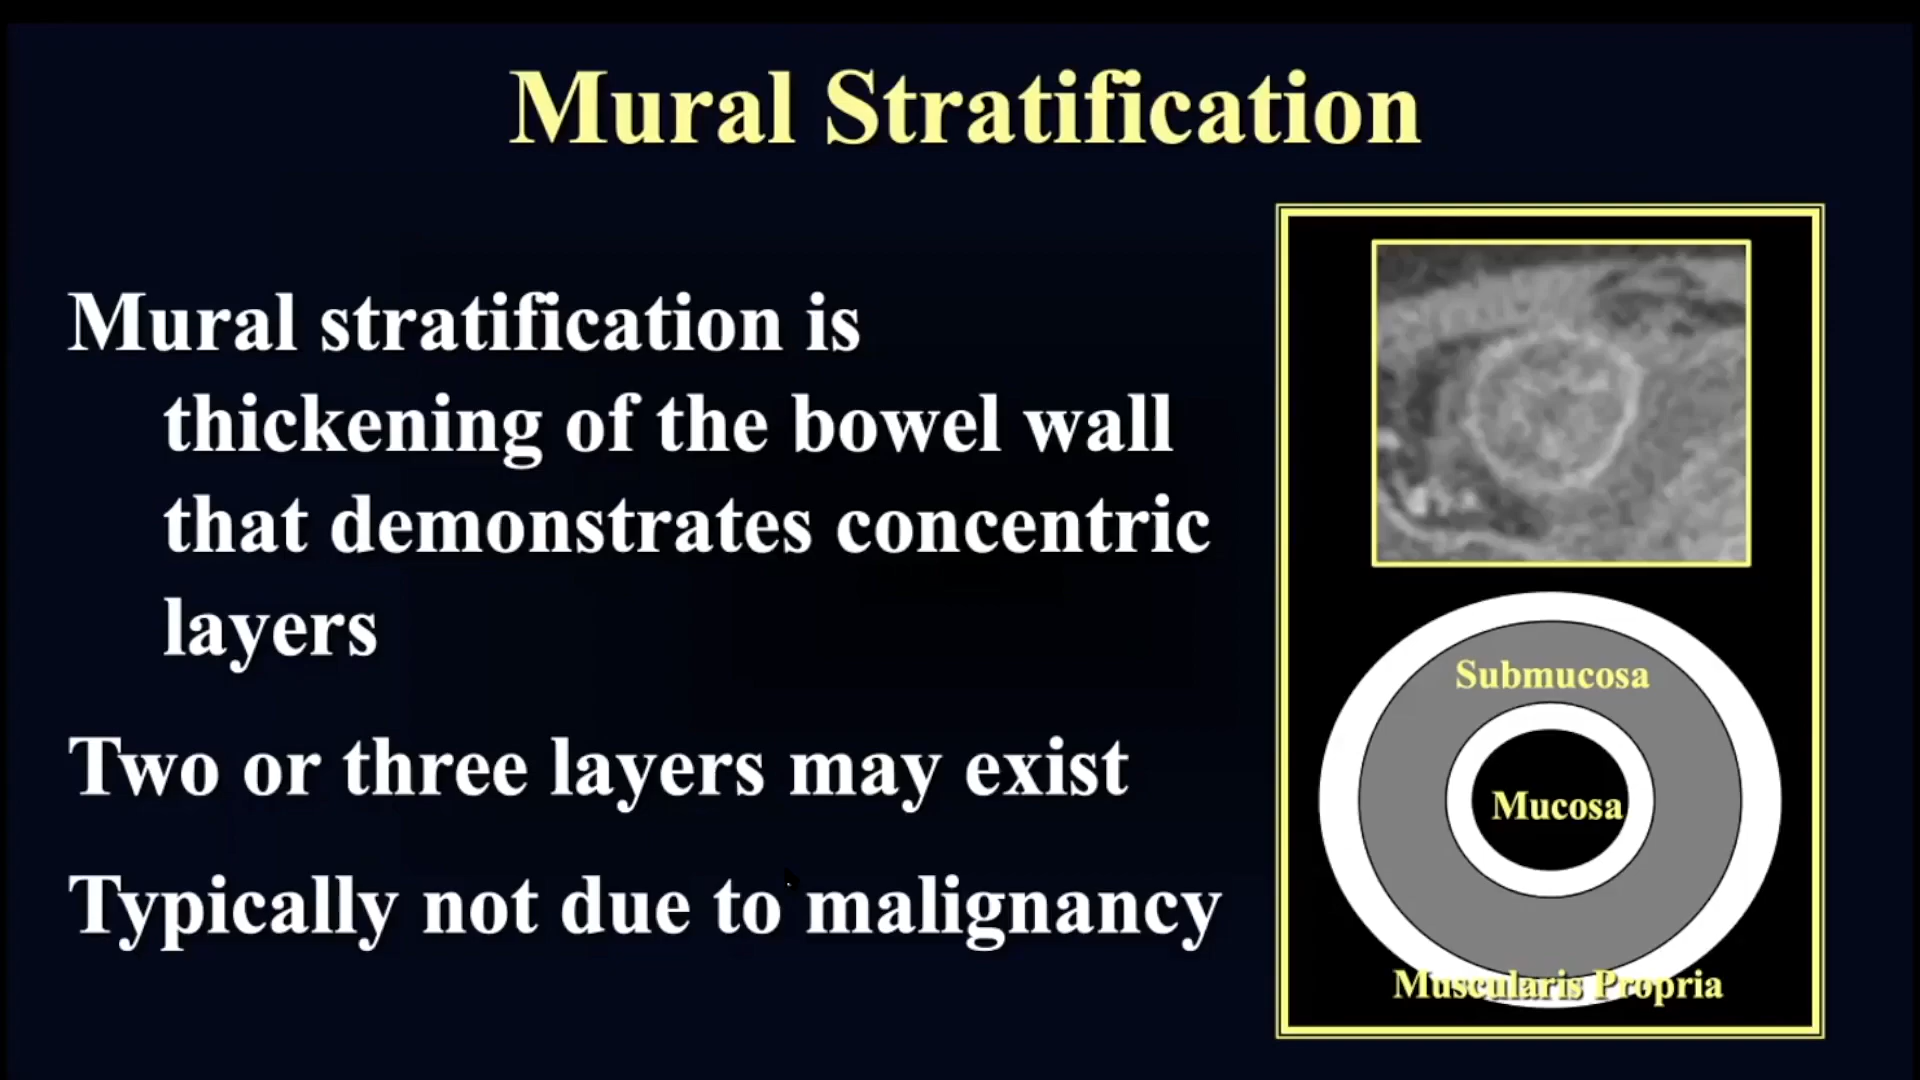 Mural Stratification
Mural stratification is
thickening of the bowel wall
that demonstrates concentric
layers
Two or three layers may exist
Typically not due to malignancy
Submucosa
Mucosa
Muscularis Propria